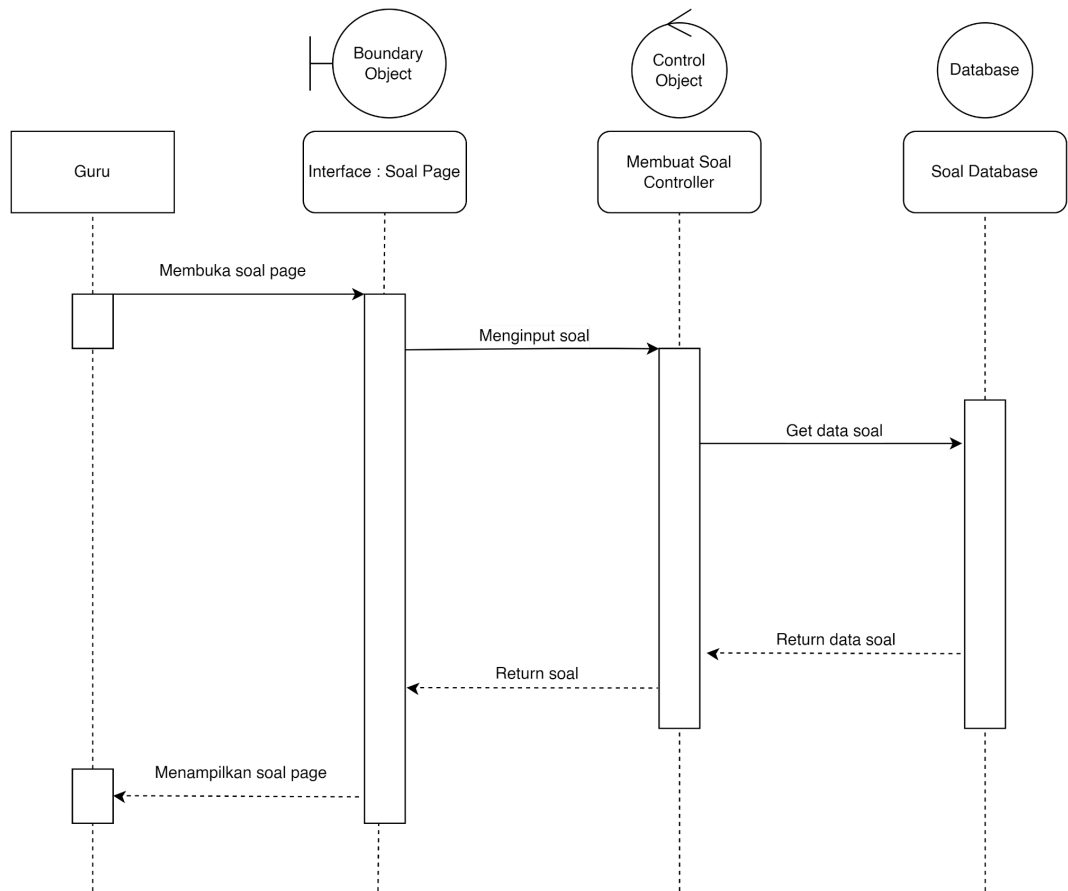 Boundary
Object
Control
Object
Database
Guru
Interface : Soal Page
Membuat Soal
Controller
Soal Database
Membuka soal page
Menginput soal
Get data soal
Return data soal
Return soal
Menampilkan soal page